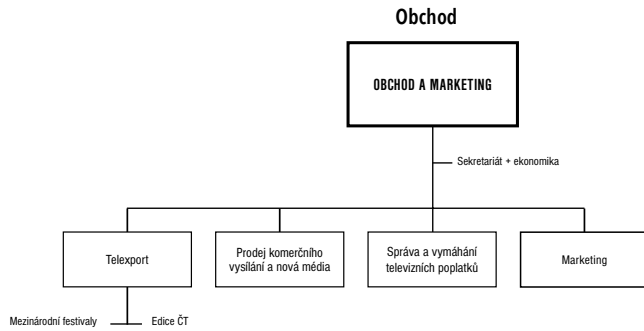 Obchod
OBCHOD A MARKETING
Sekretariát + ekonomika
Telexport
Prodej komerčního
vysílání a nová média
Správa a vymáhání
televizních poplatků
Marketing
Mezinárodní festivaly
Edice ČT